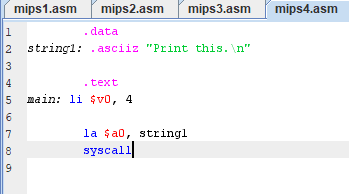 mips1.asm mips2.asm mips3.asm mips4.asm
1 .data
2 string1: .asciiz "Print this.\n"
3
4 .text
5 main: li $v0, 4
6
7 la $a0, string1
8 syscall
9